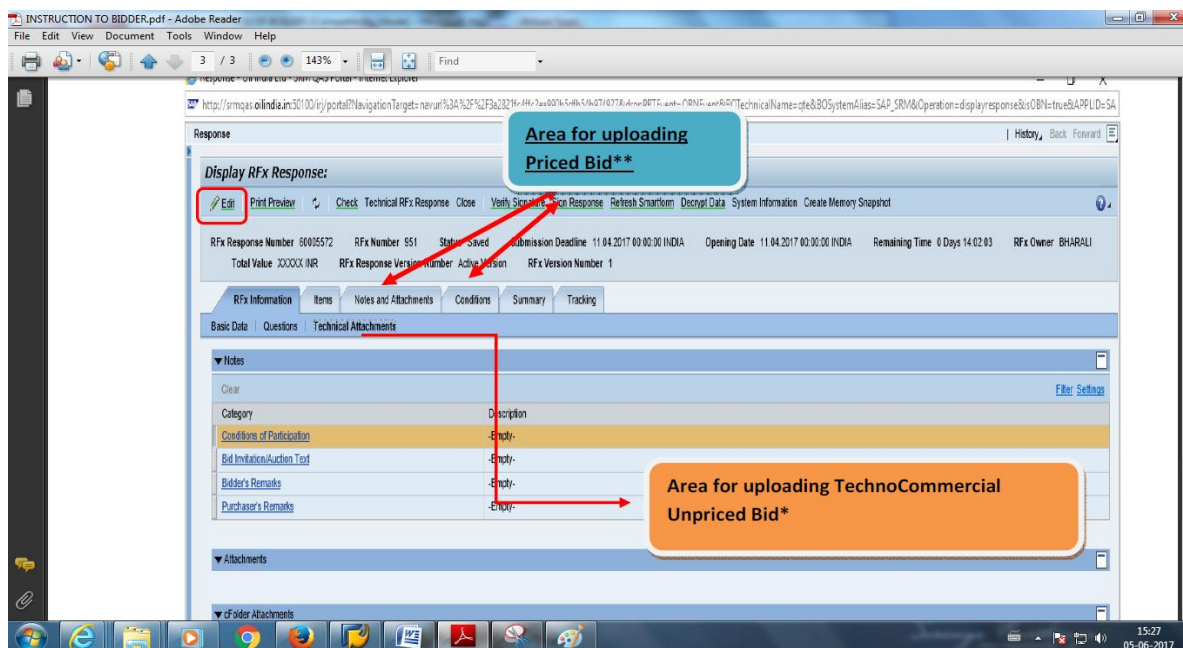 INSTRUCTION TO BIDDER.pdf - Adobe Reader
File Edit View Document Tools Window Help
3 / 3 143% Find
Response
History Back Forward
Area for uploading
Priced Bid**
Display RFx Response:
Edit Print Preview Check Technical RFx Response Close Verify Signature Sign Response Refresh Smartform Decrypt Data System Information Create Memory Snapshot
RFx Response Number 60005572 RFx Number 551 Status Saved Submission Deadline 11.04.2017 00:00:00 INDIA Opening Date 11.04.2017 00:00:00 INDIA Remaining Time 0 Days 14:02:03 RFx Owner BHARALI
Total Value XXXXX INR RFx Response Version Number Active Version RFx Version Number 1
RFx Information Items Notes and Attachments Conditions Summary Tracking
Basic Data Questions Technical Attachments
Notes
Clear Filter Settings
Category Description
Conditions of Participation -Empty-
Bid Invitation/Auction Text -Empty-
Bidder's Remarks -Empty-
Purchaser's Remarks -Empty-
Area for uploading TechnoCommercial
Unpriced Bid*
Attachments
cFolder Attachments
15:27
05-06-2017